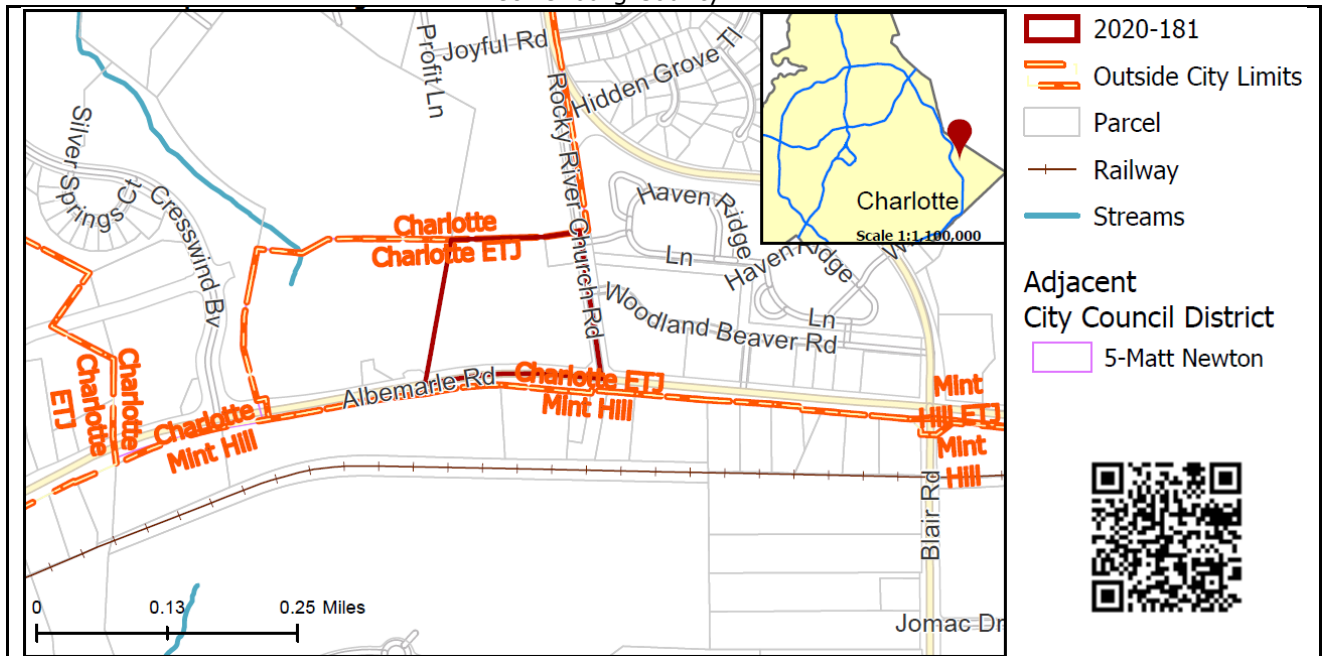 Joyful Rd
Profit Ln
Hidden Grove Tl
Rocky River Church Rd
Silver Springs Ct
Cresswind Bv
Haven Ridge
Ln
Haven Ridge
Ln
Woodland Beaver Rd
Charlotte
Charlotte ETJ
Albemarle Rd
Charlotte ETJ
Mint Hill
Charlotte
ETJ
Charlotte
Charlotte
Mint Hill
Mint
Hill ETJ
Mint
Hill
Blair Rd
Jomac Dr
0 0.13 0.25 Miles
Charlotte
Scale 1:1,100,000
2020-181
Outside City Limits
Parcel
Railway
Streams
Adjacent
City Council District
5-Matt Newton